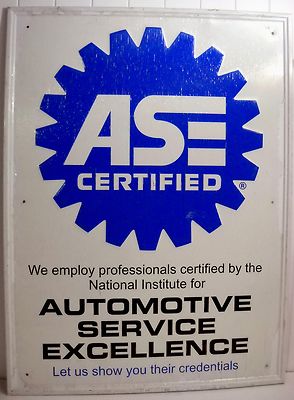 ASE
CERTIFIED
®
We employ professionals certified by the
National Institute for
AUTOMOTIVE
SERVICE
EXCELLENCE
Let us show you their credentials